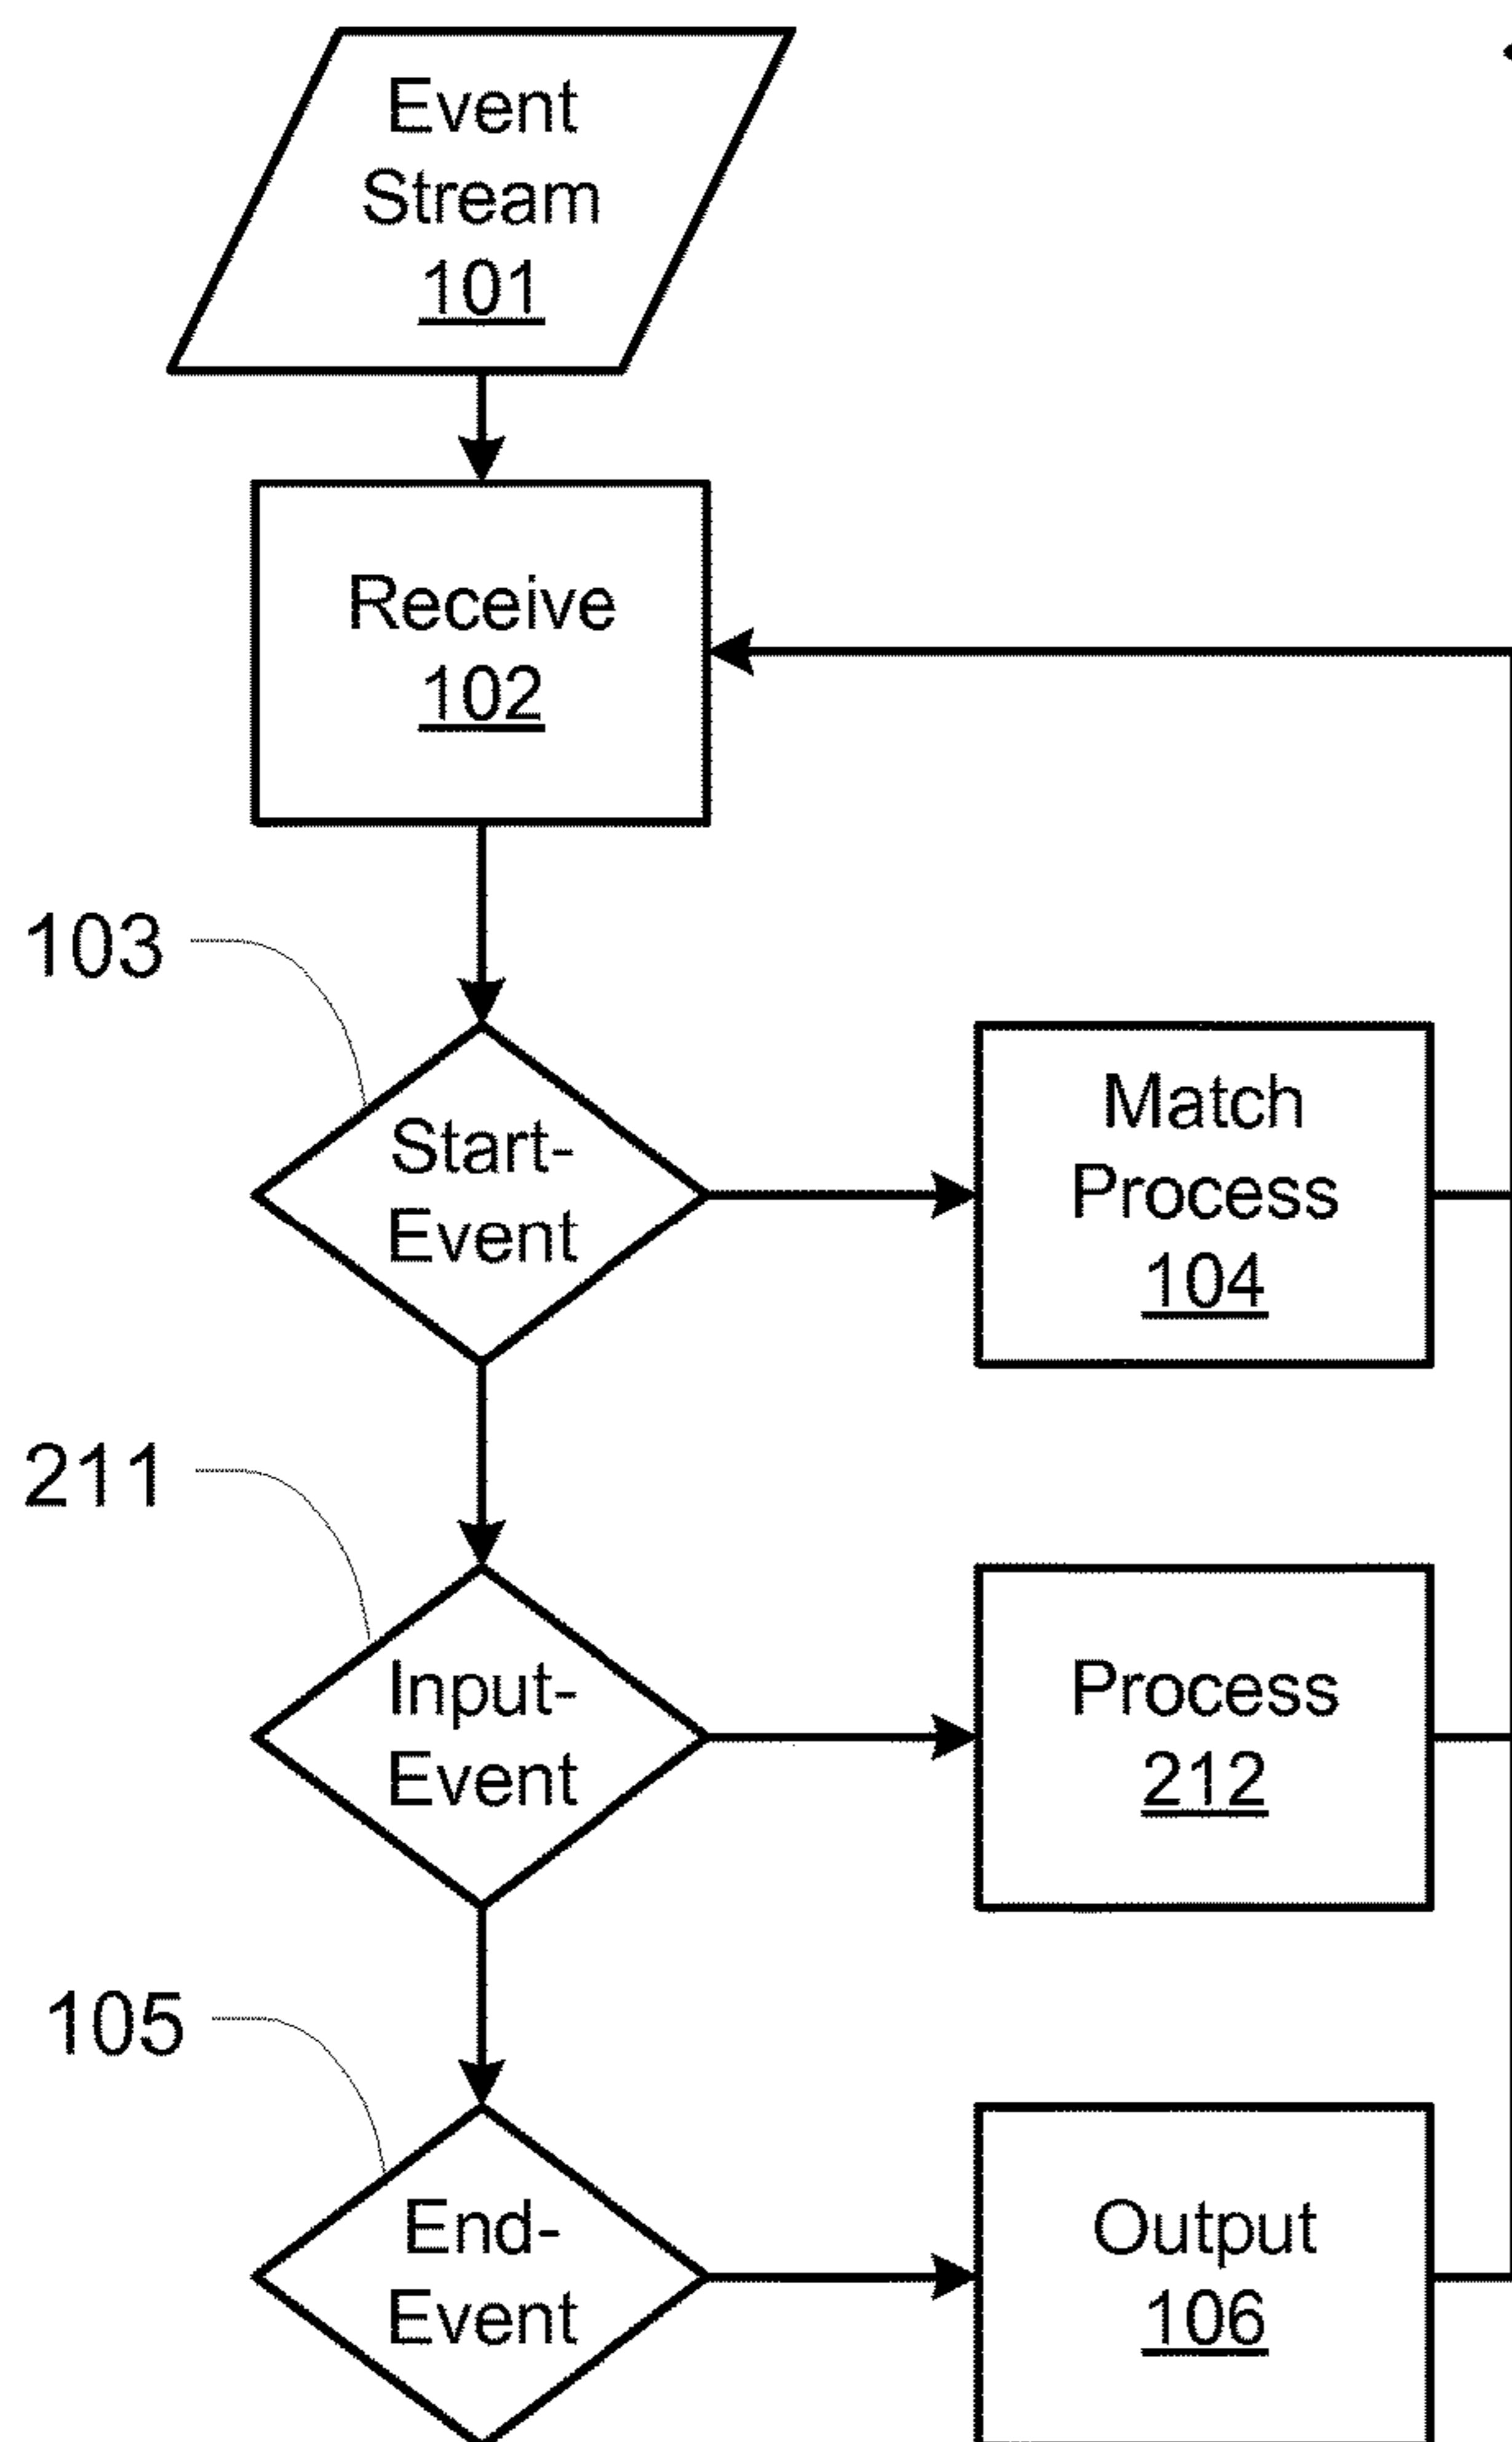 Event
Stream
101
Receive
102
103
Start-
Event
Match
Process
104
211
Input-
Event
Process
212
105
End-
Event
Output
106